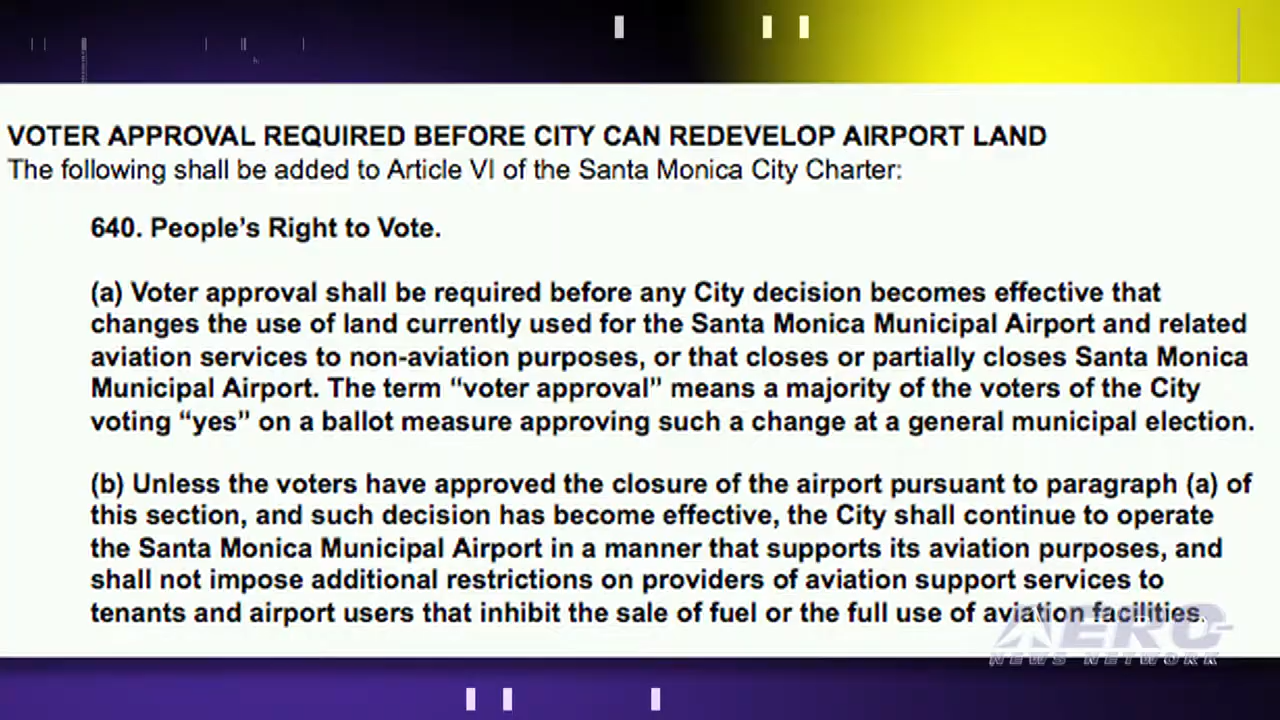 VOTER APPROVAL REQUIRED BEFORE CITY CAN REDEVELOP AIRPORT LAND
The following shall be added to Article VI of the Santa Monica City Charter:
640. People’s Right to Vote.
(a) Voter approval shall be required before any City decision becomes effective that
changes the use of land currently used for the Santa Monica Municipal Airport and related
aviation services to non-aviation purposes, or that closes or partially closes Santa Monica
Municipal Airport. The term “voter approval” means a majority of the voters of the City
voting “yes” on a ballot measure approving such a change at a general municipal election.
(b) Unless the voters have approved the closure of the airport pursuant to paragraph (a) of
this section, and such decision has become effective, the City shall continue to operate
the Santa Monica Municipal Airport in a manner that supports its aviation purposes, and
shall not impose additional restrictions on providers of aviation support services to
tenants and airport users that inhibit the sale of fuel or the full use of aviation facilities.
AERO
NEWS NETWORK